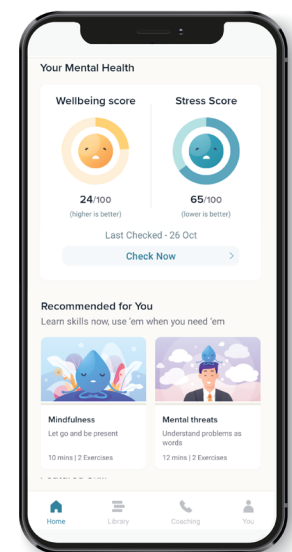 Your Mental Health
Wellbeing score
Stress Score
24/100
65/100
(higher is better)
(lower is better)
Last Checked - 26 Oct
Check Now
Recommended for You
Learn skills now, use 'em when you need 'em
Mindfulness
Mental threats
Let go and be present
Understand problems as
words
10 mins | 2 Exercises
12 mins | 2 Exercises
Home
Library
Coaching
You